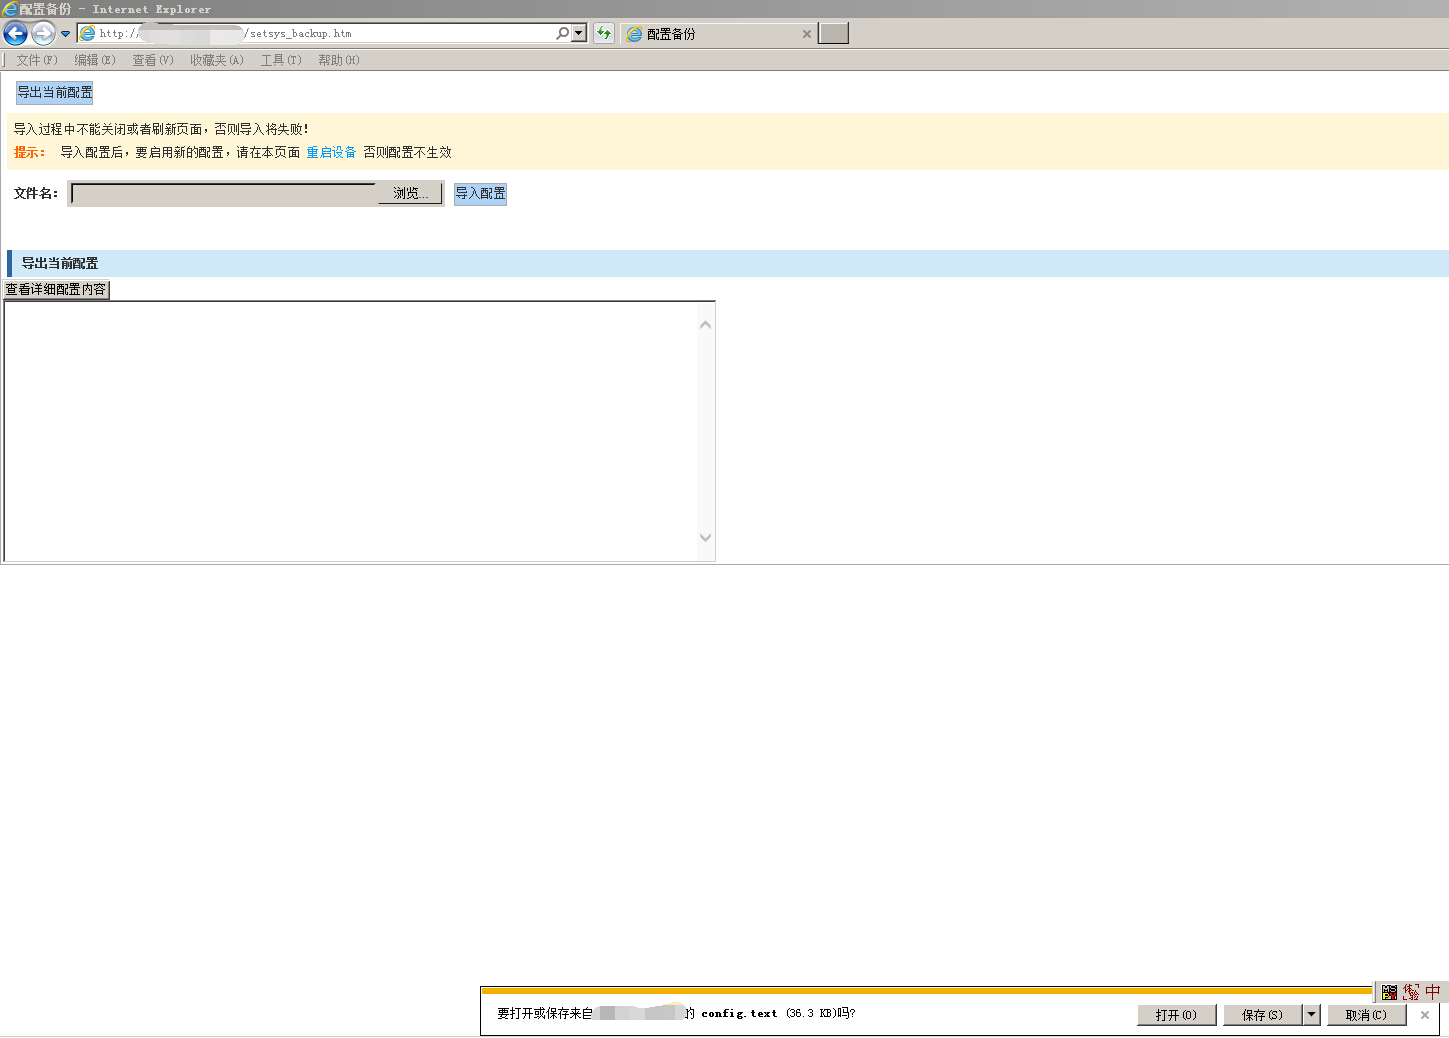 配置备份 - Internet Explorer
http:// /setsys_backup.htm
配置备份
文件(F) 编辑(E) 查看(V) 收藏夹(A) 工具(T) 帮助(H)
导出当前配置
导入过程中不能关闭或者刷新页面，否则导入将失败！
提示： 导入配置后，要启用新的配置，请在本页面 重启设备 否则配置不生效
文件名： 浏览... 导入配置
导出当前配置
查看详细配置内容
要打开或保存来自 的 config.text (36.3 KB)吗?
打开(O) 保存(S) 取消(C)
中